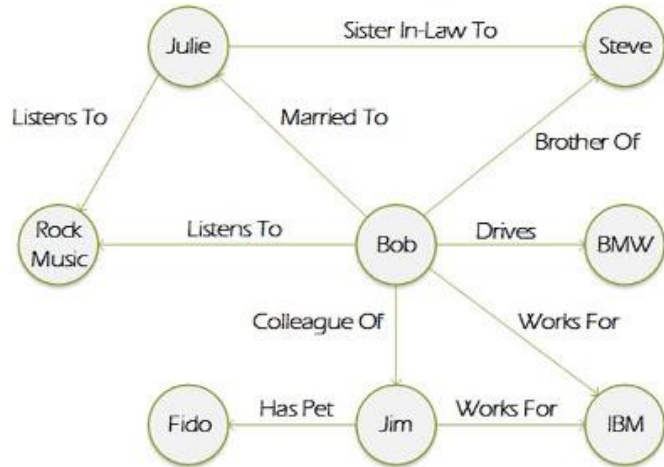 Julie
Sister In-Law To
Steve
Listens To
Married To
Brother Of
Rock
Music
Listens To
Bob
Drives
BMW
Colleague Of
Works For
Fido
Has Pet
Jim
Works For
IBM